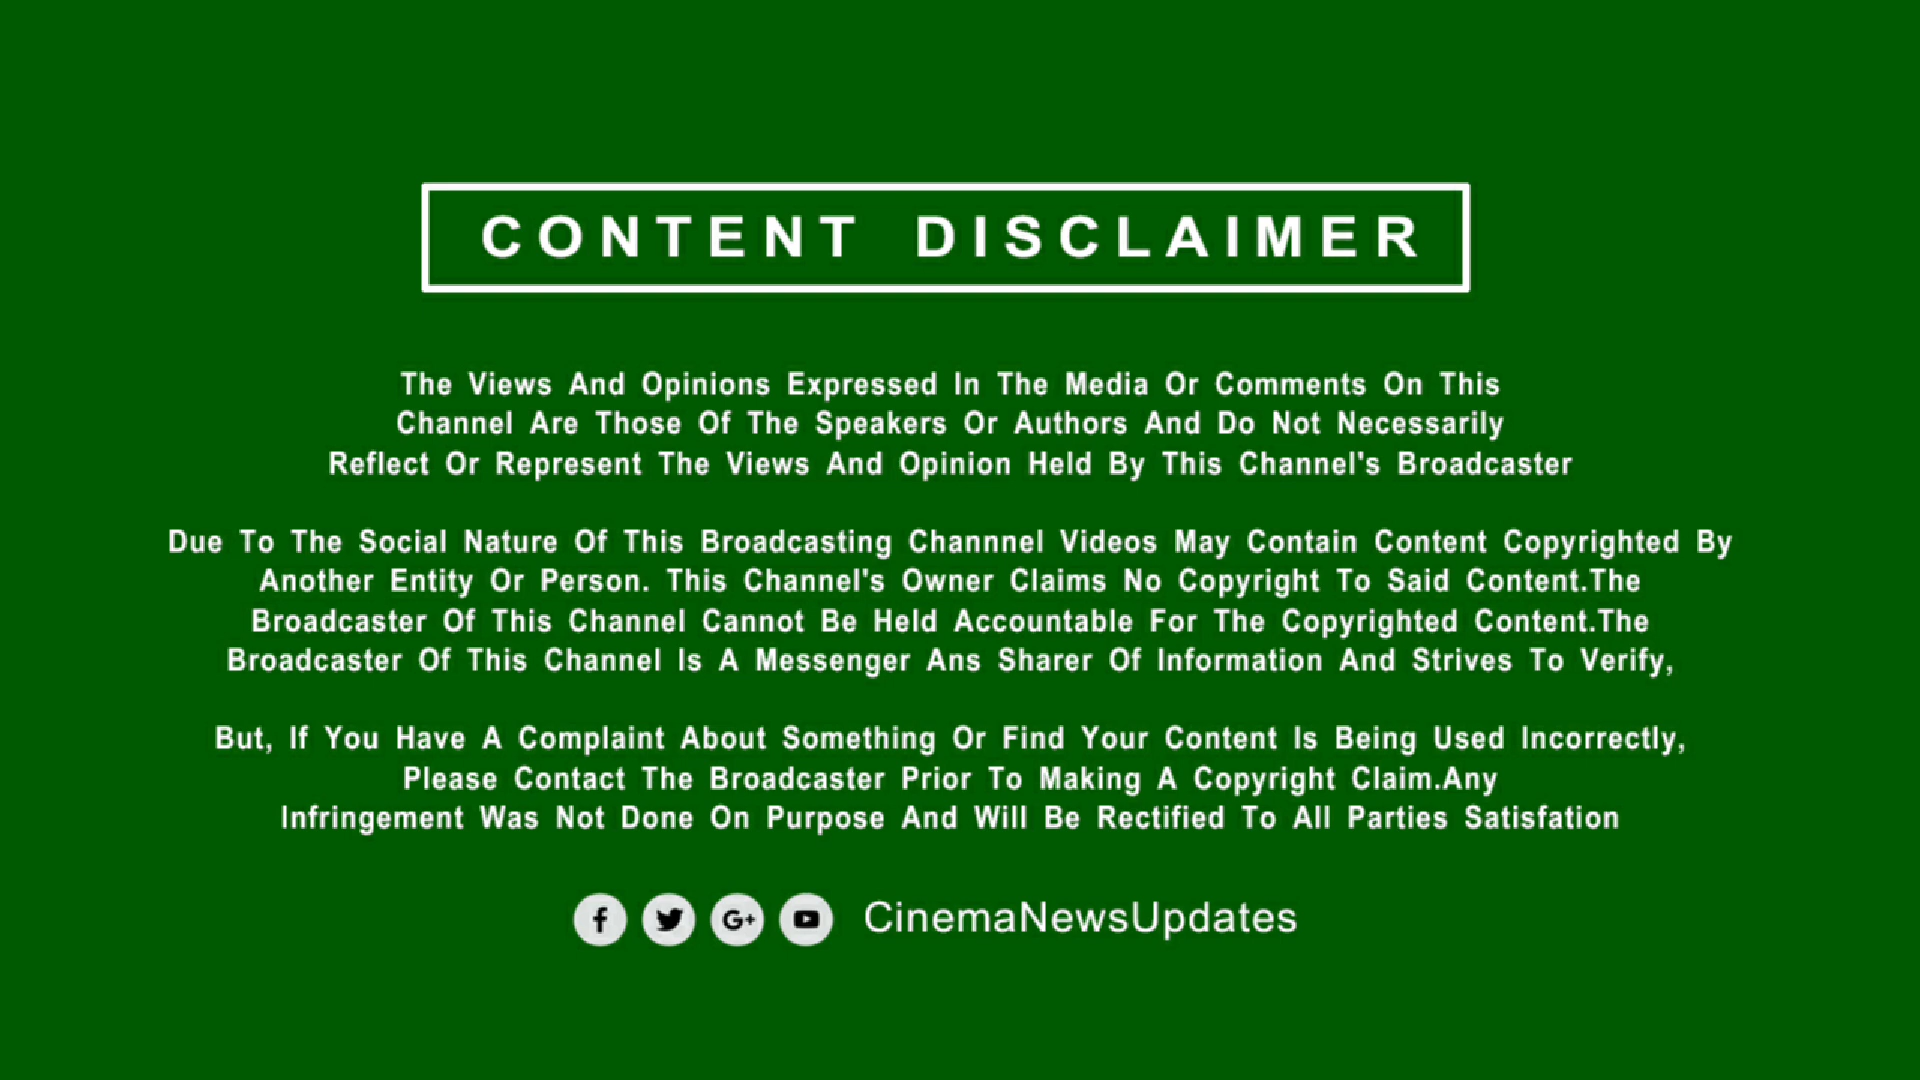 CONTENT DISCLAIMER
The Views And Opinions Expressed In The Media Or Comments On This
Channel Are Those Of The Speakers Or Authors And Do Not Necessarily
Reflect Or Represent The Views And Opinion Held By This Channel's Broadcaster
Due To The Social Nature Of This Broadcasting Channnel Videos May Contain Content Copyrighted By
Another Entity Or Person. This Channel's Owner Claims No Copyright To Said Content.The
Broadcaster Of This Channel Cannot Be Held Accountable For The Copyrighted Content.The
Broadcaster Of This Channel Is A Messenger Ans Sharer Of Information And Strives To Verify,
But, If You Have A Complaint About Something Or Find Your Content Is Being Used Incorrectly,
Please Contact The Broadcaster Prior To Making A Copyright Claim.Any
Infringement Was Not Done On Purpose And Will Be Rectified To All Parties Satisfation
f G+ CinemaNewsUpdates